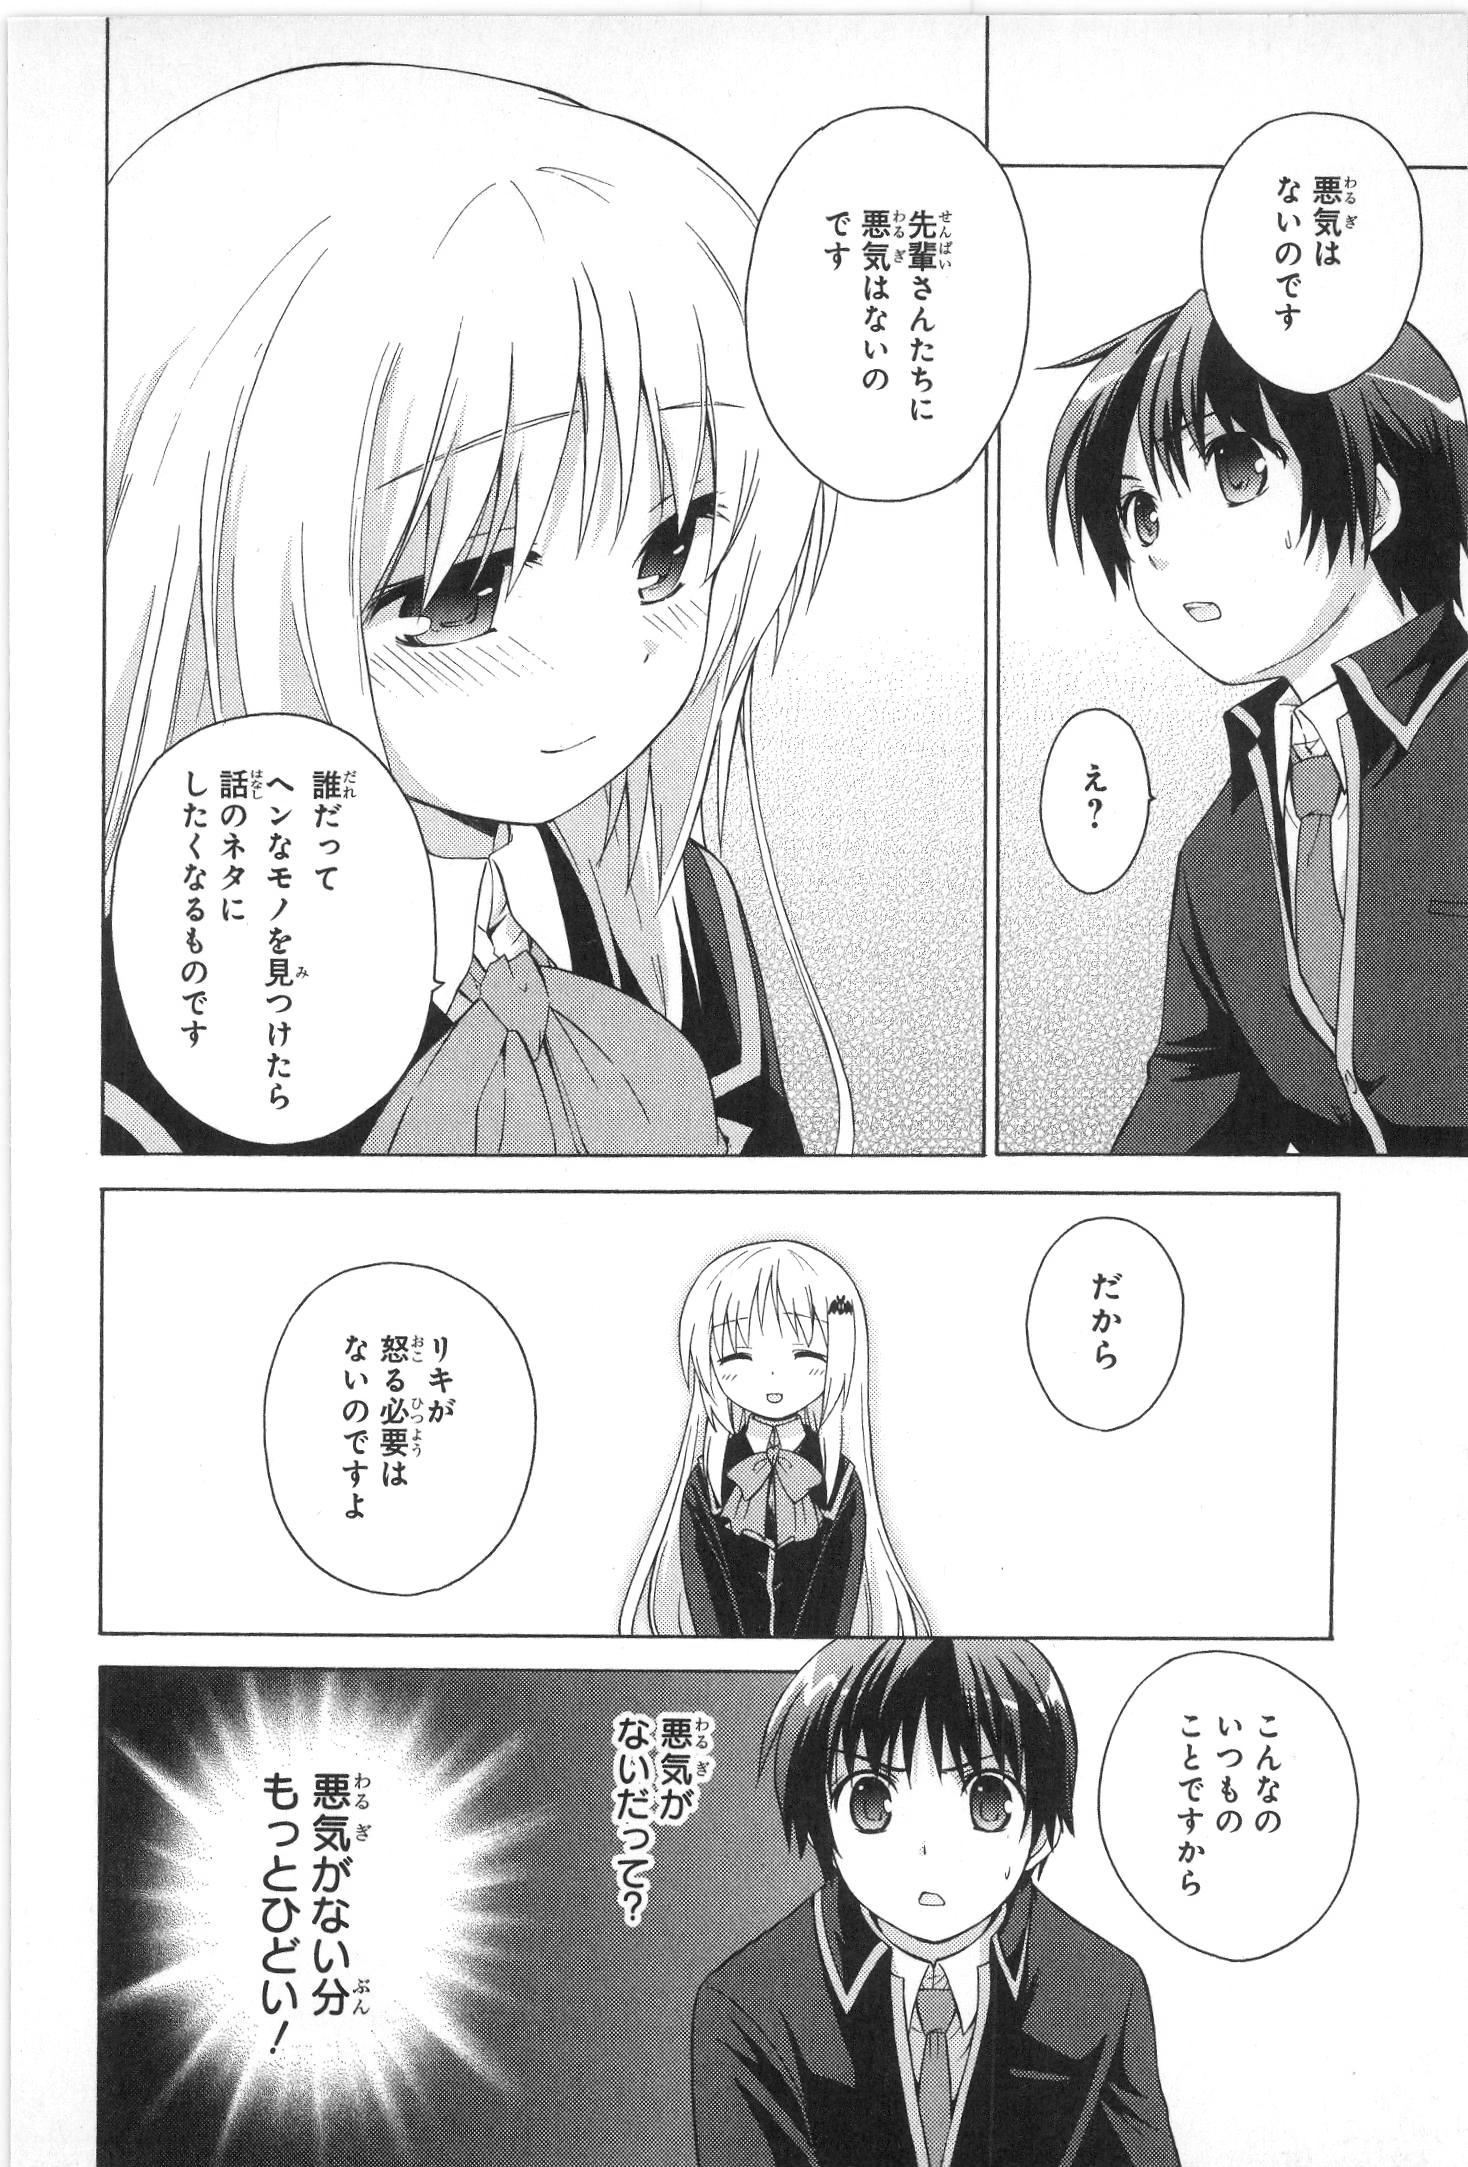 悪気は
ないのです
え?
先輩さんたちに
悪気はないの
です
誰だって
ヘンなモノを見つけたら
話のネタに
したくなるものです
だから
リキが
怒る必要は
ないのですよ
こんなの
いつもの
ことですから
悪気が
ないだって?
悪気がない分
もっとひどい!